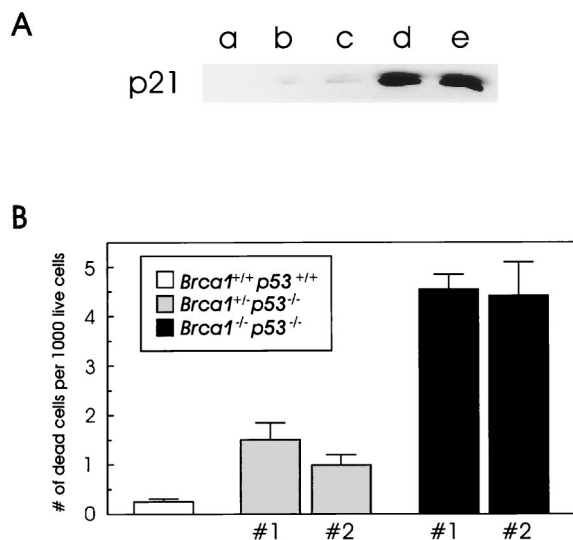 A
a b c d e
p21
B
# of dead cells per 1000 live cells
5
4
3
2
1
0
Brca1+/+ p53 +/+
Brca1+/- p53-/-
Brca1-/- p53-/-
#1 #2 #1 #2